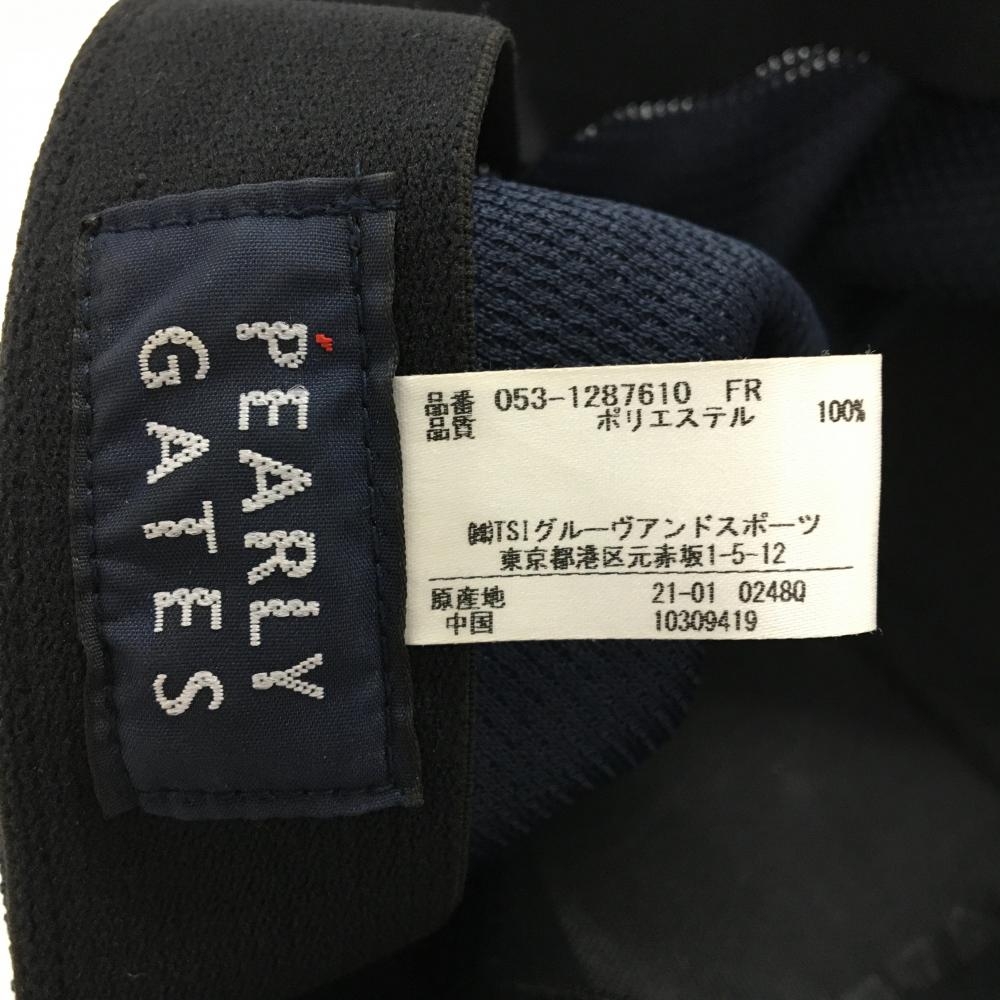 PEARLY
GATES
品番 053-1287610 FR
品質 ポリエステル 100%
㈱TSIグルーヴアンドスポーツ
東京都港区元赤坂1-5-12
原産地 21-01 0248Q
中国 10309419